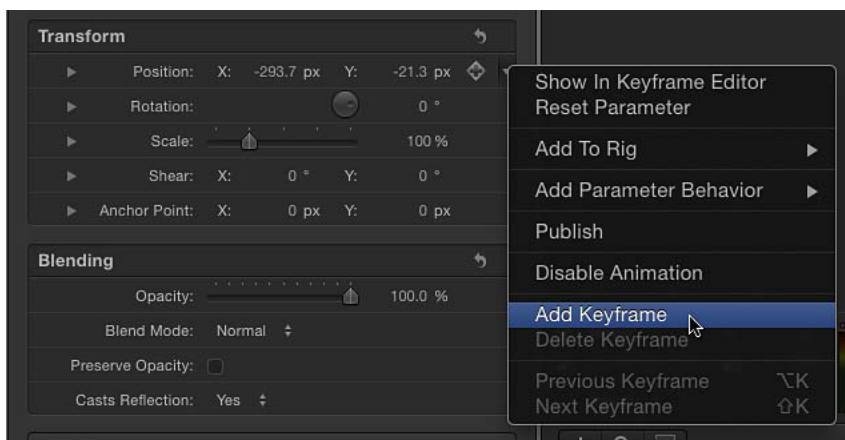 Transform
Position: X: -293.7 px Y: -21.3 px
Rotation: 0 °
Scale: 100 %
Shear: X: 0 ° Y: 0 °
Anchor Point: X: 0 px Y: 0 px
Blending
Opacity: 100.0 %
Blend Mode: Normal
Preserve Opacity:
Casts Reflection: Yes
Show In Keyframe Editor
Reset Parameter
Add To Rig
Add Parameter Behavior
Publish
Disable Animation
Add Keyframe
Delete Keyframe
Previous Keyframe ⌥K
Next Keyframe ⇧K